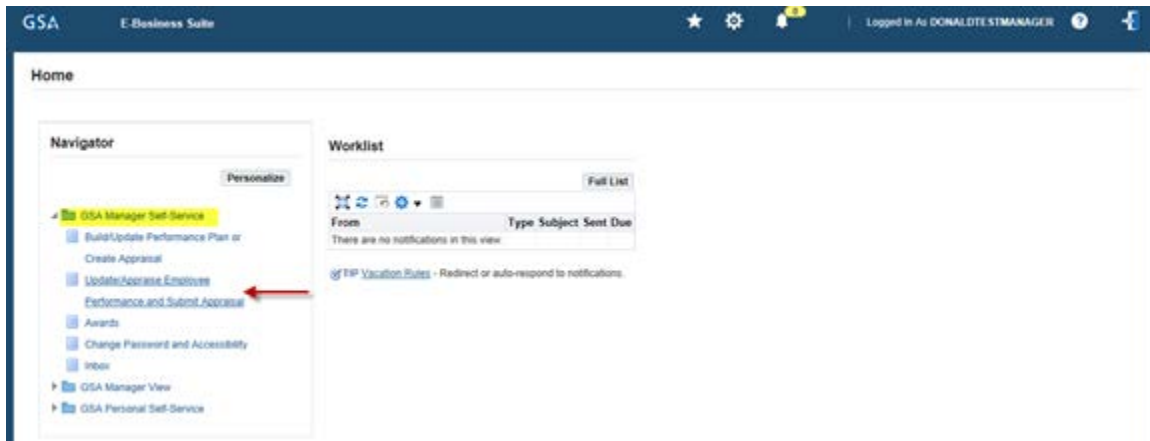 GSA E-Business Suite 0 Logged In As DONALDTESTMANAGER ?
Home
Navigator
Personalize
GSA Manager Self-Service
Build/Update Performance Plan or
Create Appraisal
Update/Appraise Employee
Performance and Submit Appraisal
Awards
Change Password and Accessibility
Inbox
GSA Manager View
GSA Personal Self-Service
Worklist
Full List
From Type Subject Sent Due
There are no notifications in this view.
TIP Vacation Rules - Redirect or auto-respond to notifications.